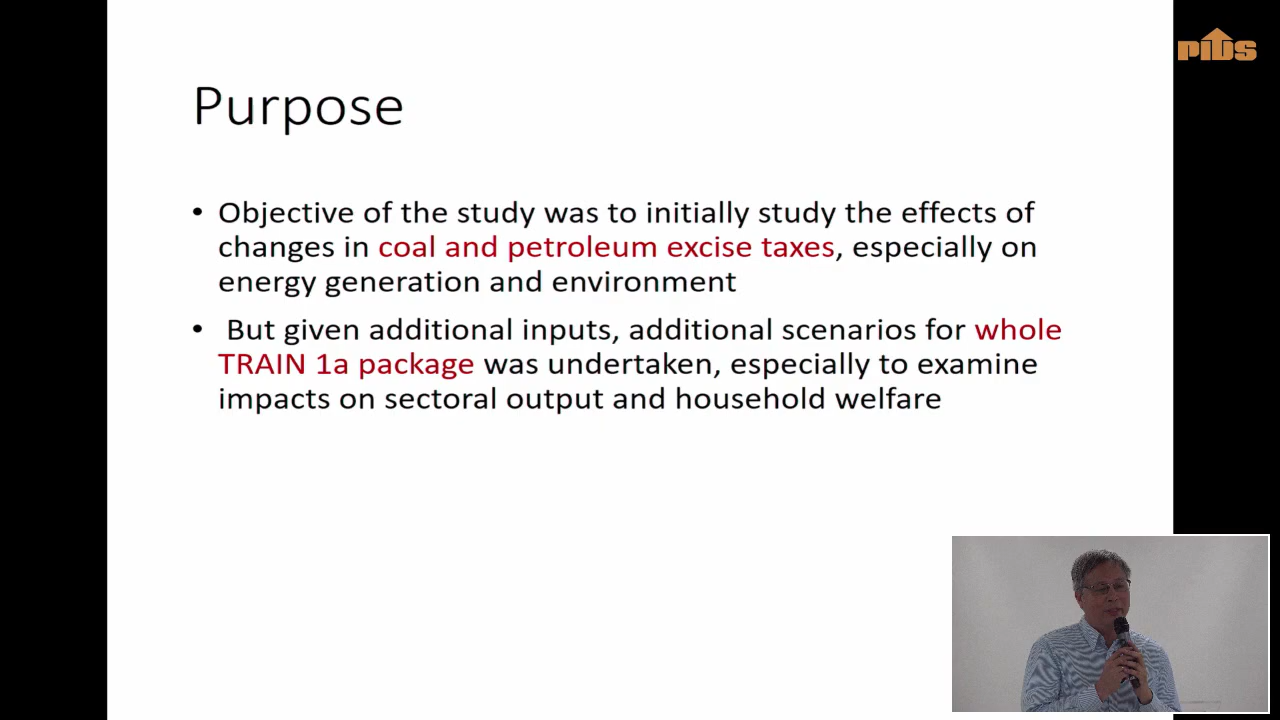 PIDS
Purpose
• Objective of the study was to initially study the effects of
changes in coal and petroleum excise taxes, especially on
energy generation and environment
• But given additional inputs, additional scenarios for whole
TRAIN 1a package was undertaken, especially to examine
impacts on sectoral output and household welfare